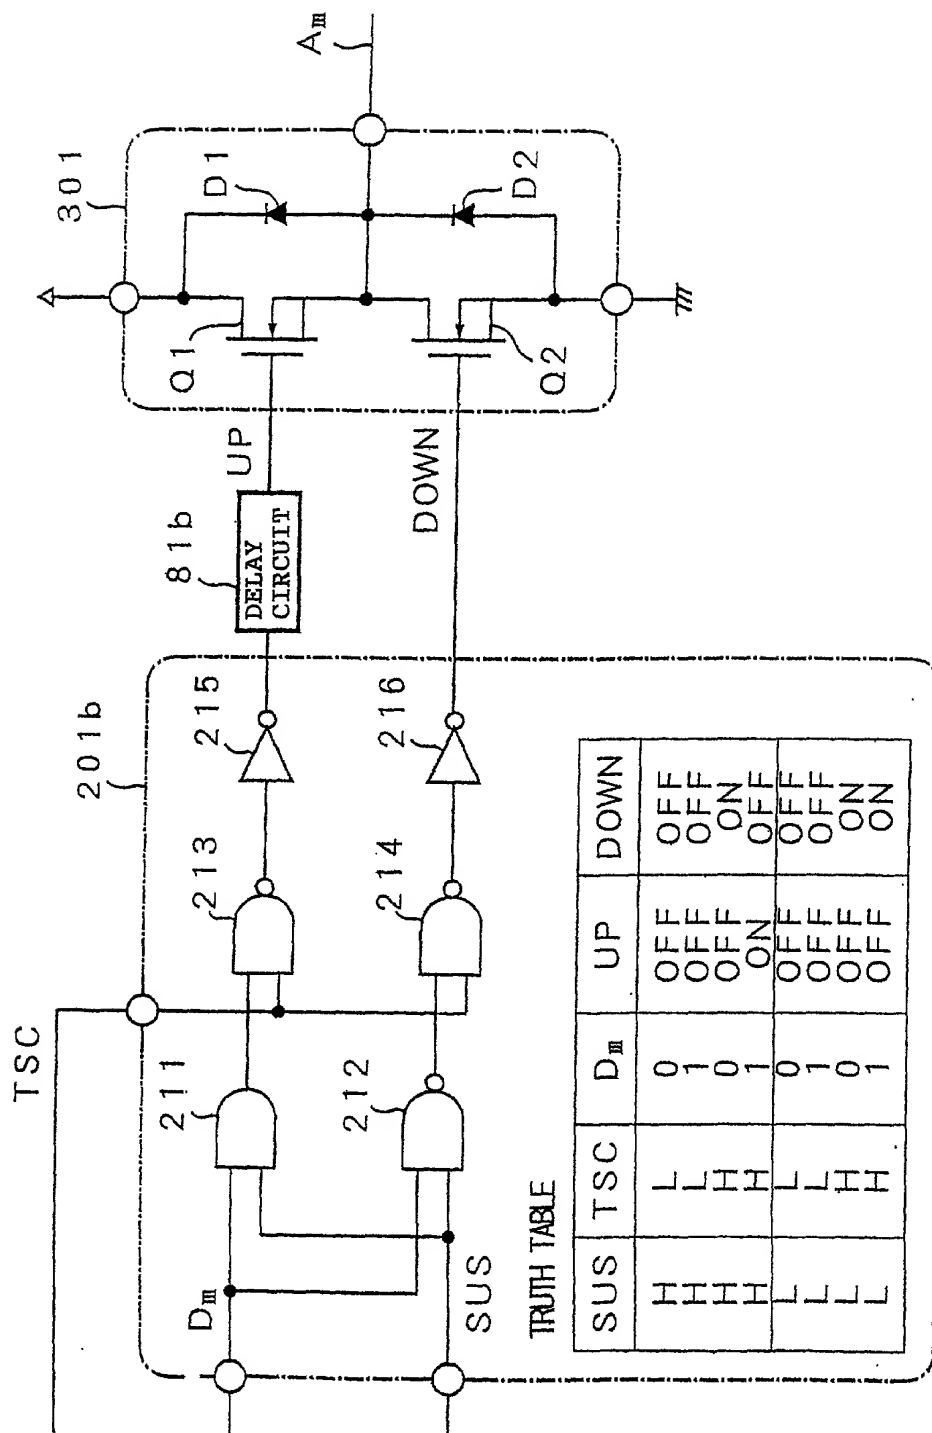 TSC
201b
81b
301
Dm
SUS
211
212
213
214
215
216
DELAY
CIRCUIT
UP
DOWN
Q1
Q2
D1
D2
Am
TRUTH TABLE
SUS TSC Dm UP DOWN
H L 0 OFF OFF
H L 1 OFF OFF
H H 0 OFF ON
H H 1 ON OFF
L L 0 OFF OFF
L L 1 OFF OFF
L H 0 OFF ON
L H 1 OFF ON